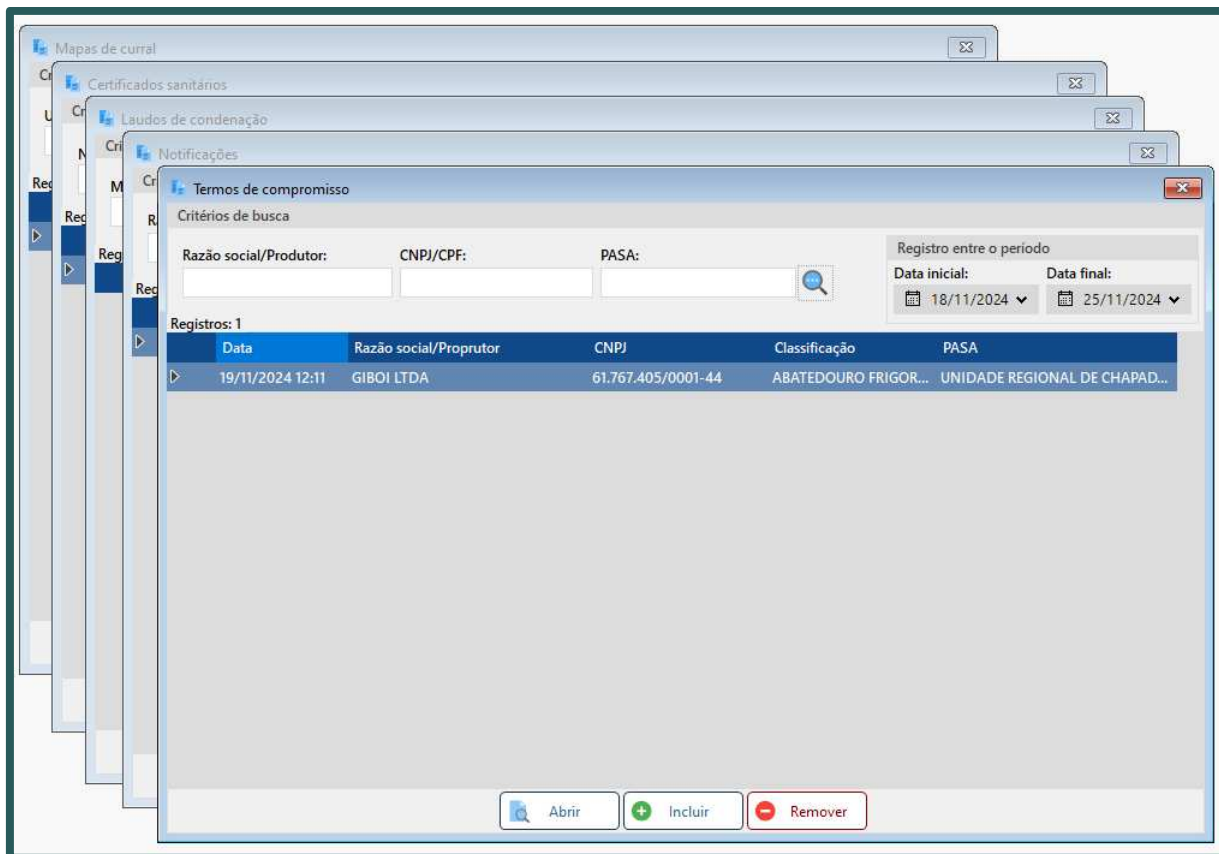 Mapas de curral
Certificados sanitários
Laudos de condenação
Notificações
Termos de compromisso
Critérios de busca
Razão social/Produtor: CNPJ/CPF: PASA:
Registro entre o período
Data inicial: Data final:
18/11/2024 25/11/2024
Registros: 1
Data Razão social/Proprutor CNPJ Classificação PASA
19/11/2024 12:11 GIBOI LTDA 61.767.405/0001-44 ABATEDOURO FRIGOR... UNIDADE REGIONAL DE CHAPAD...
Abrir Incluir Remover